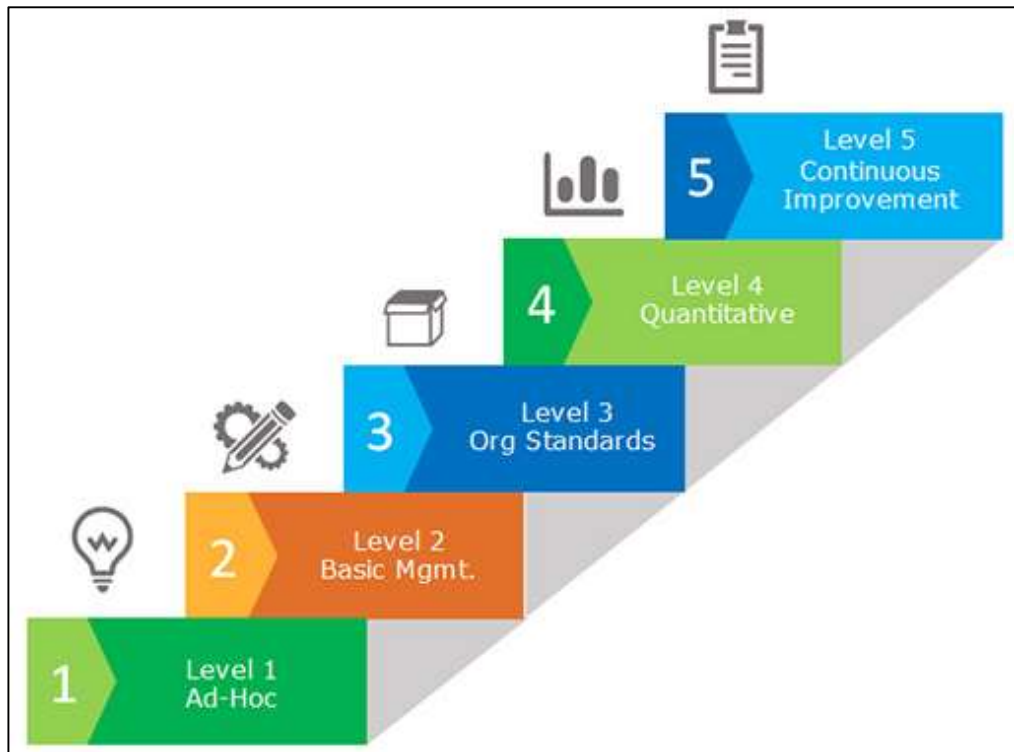 5
Level 5
Continuous
Improvement
4
Level 4
Quantitative
3
Level 3
Org Standards
2
Level 2
Basic Mgmt.
1
Level 1
Ad-Hoc